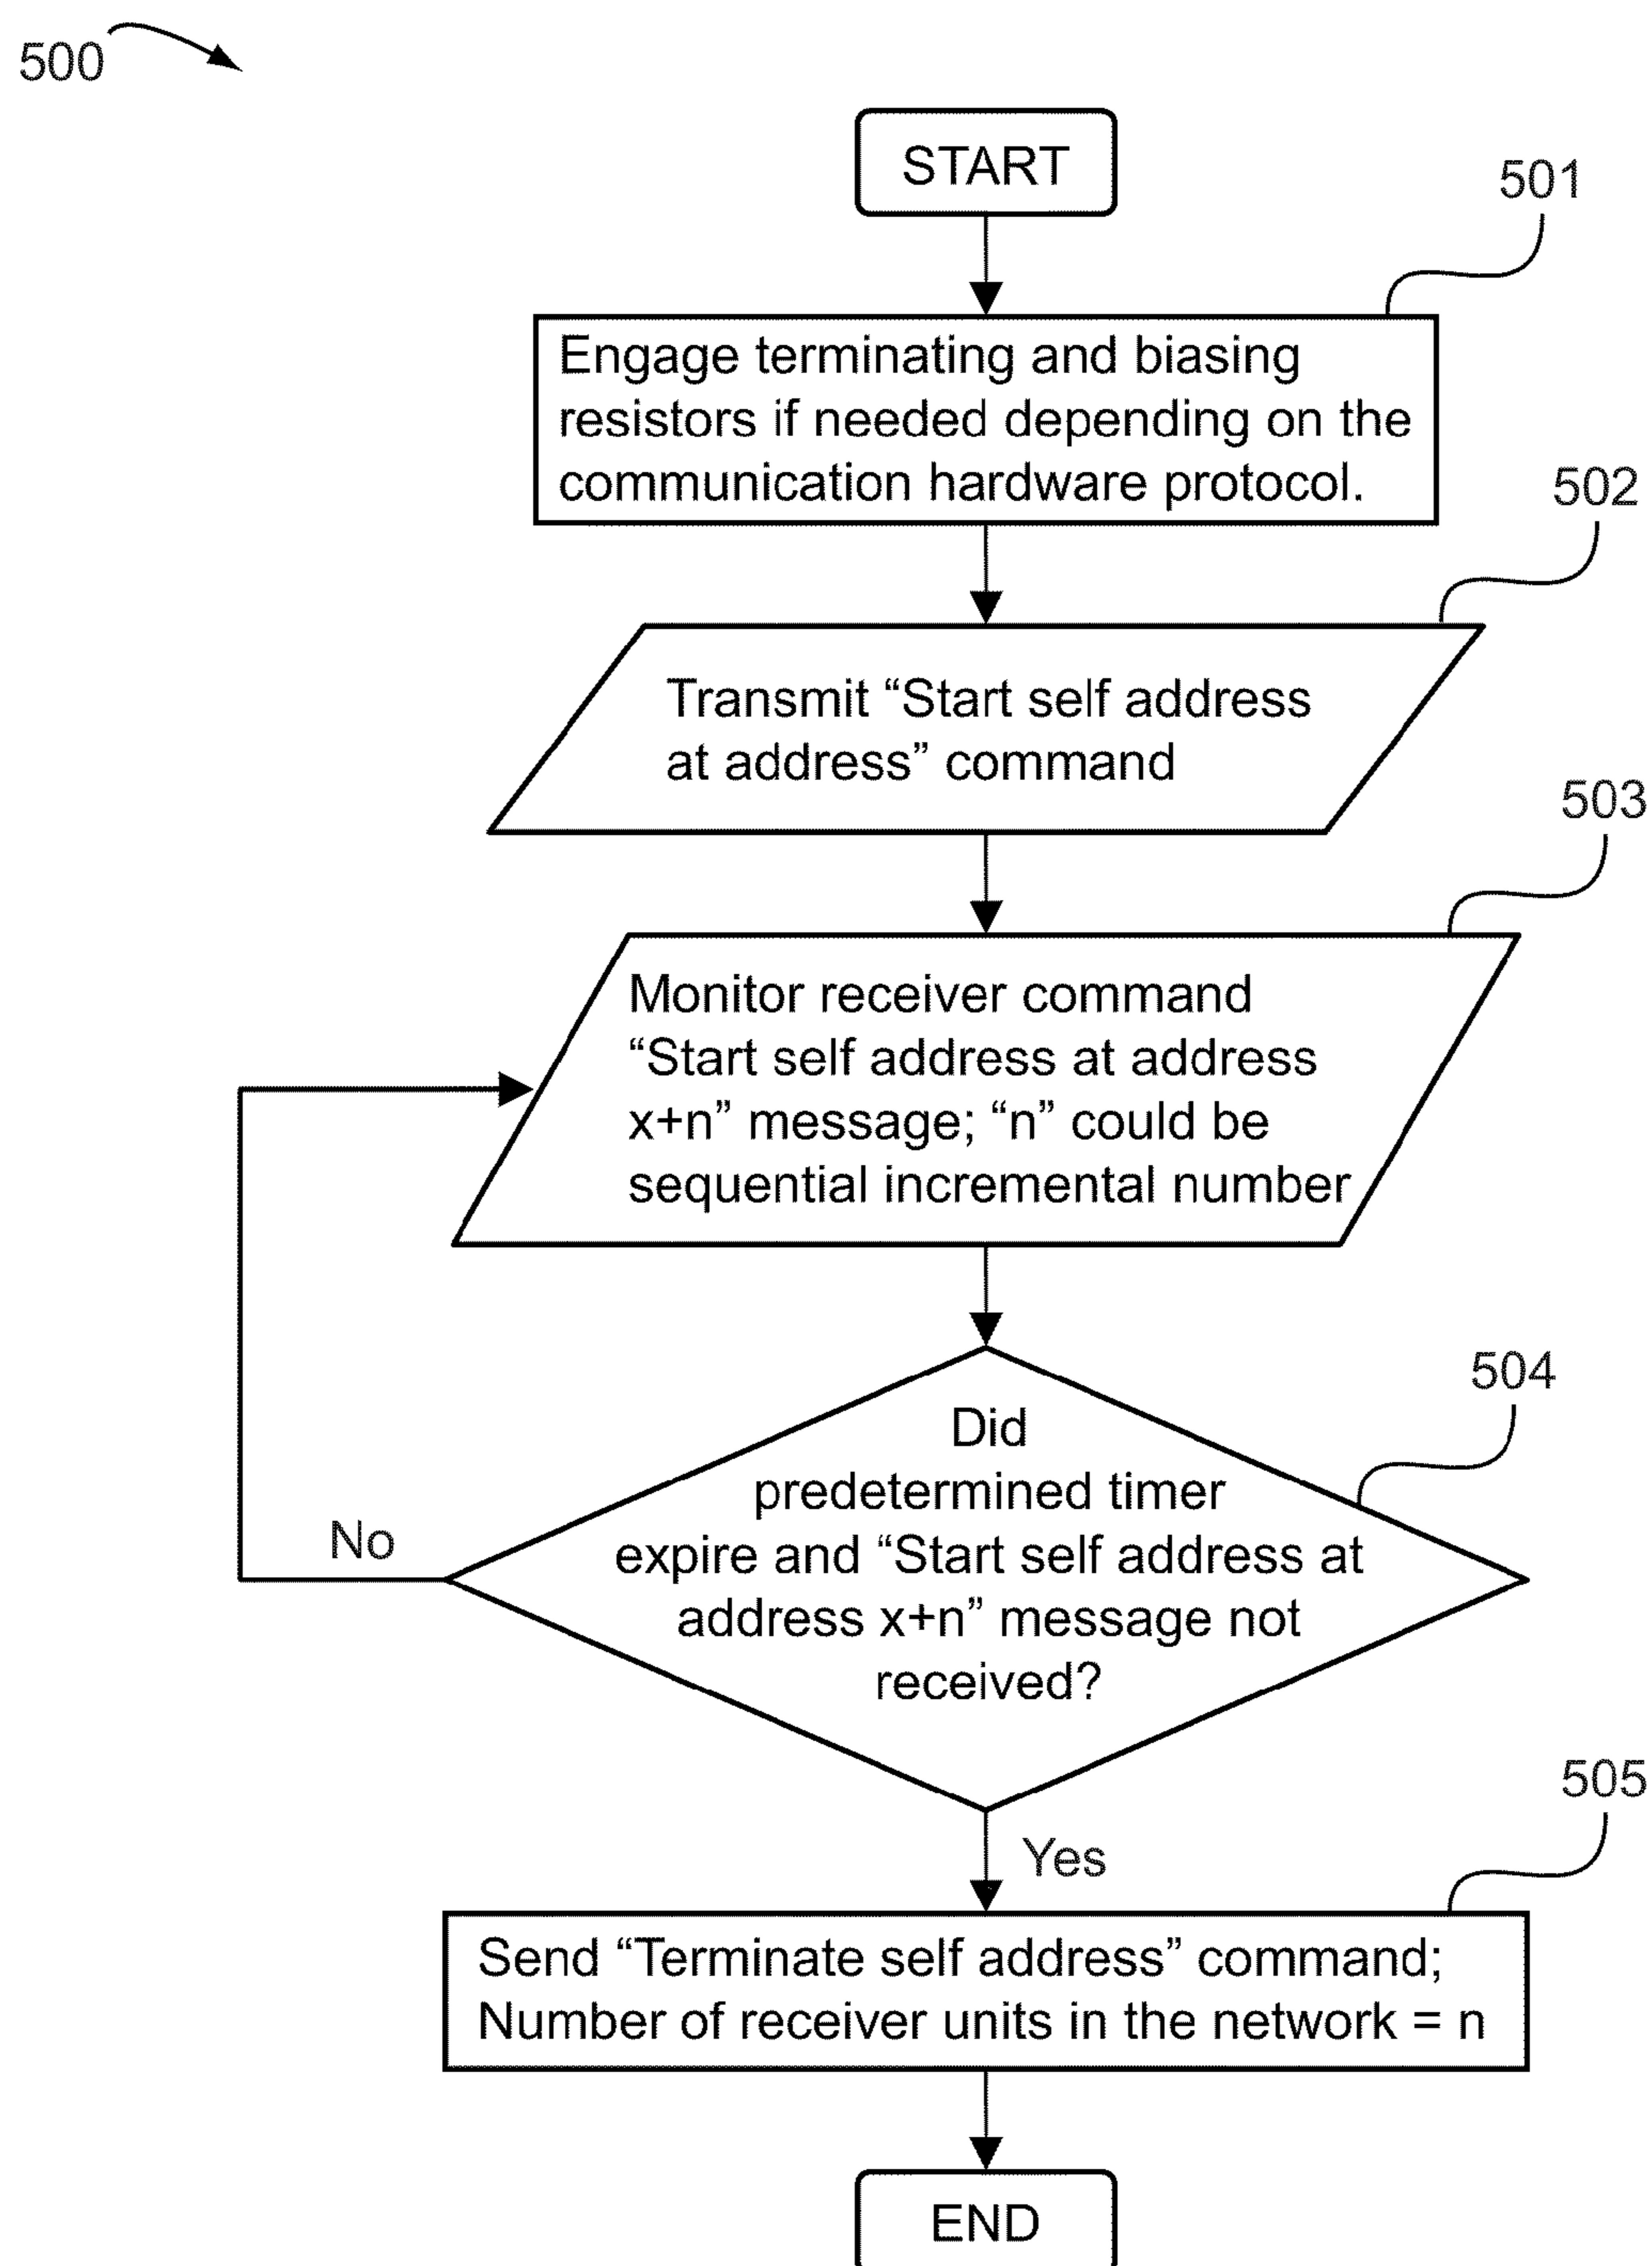 500
START
501
Engage terminating and biasing
resistors if needed depending on the
communication hardware protocol.
502
Transmit “Start self address
at address” command
503
Monitor receiver command
“Start self address at address
x+n” message; “n” could be
sequential incremental number
504
Did
predetermined timer
expire and “Start self address at
address x+n” message not
received?
No
Yes
505
Send “Terminate self address” command;
Number of receiver units in the network = n
END